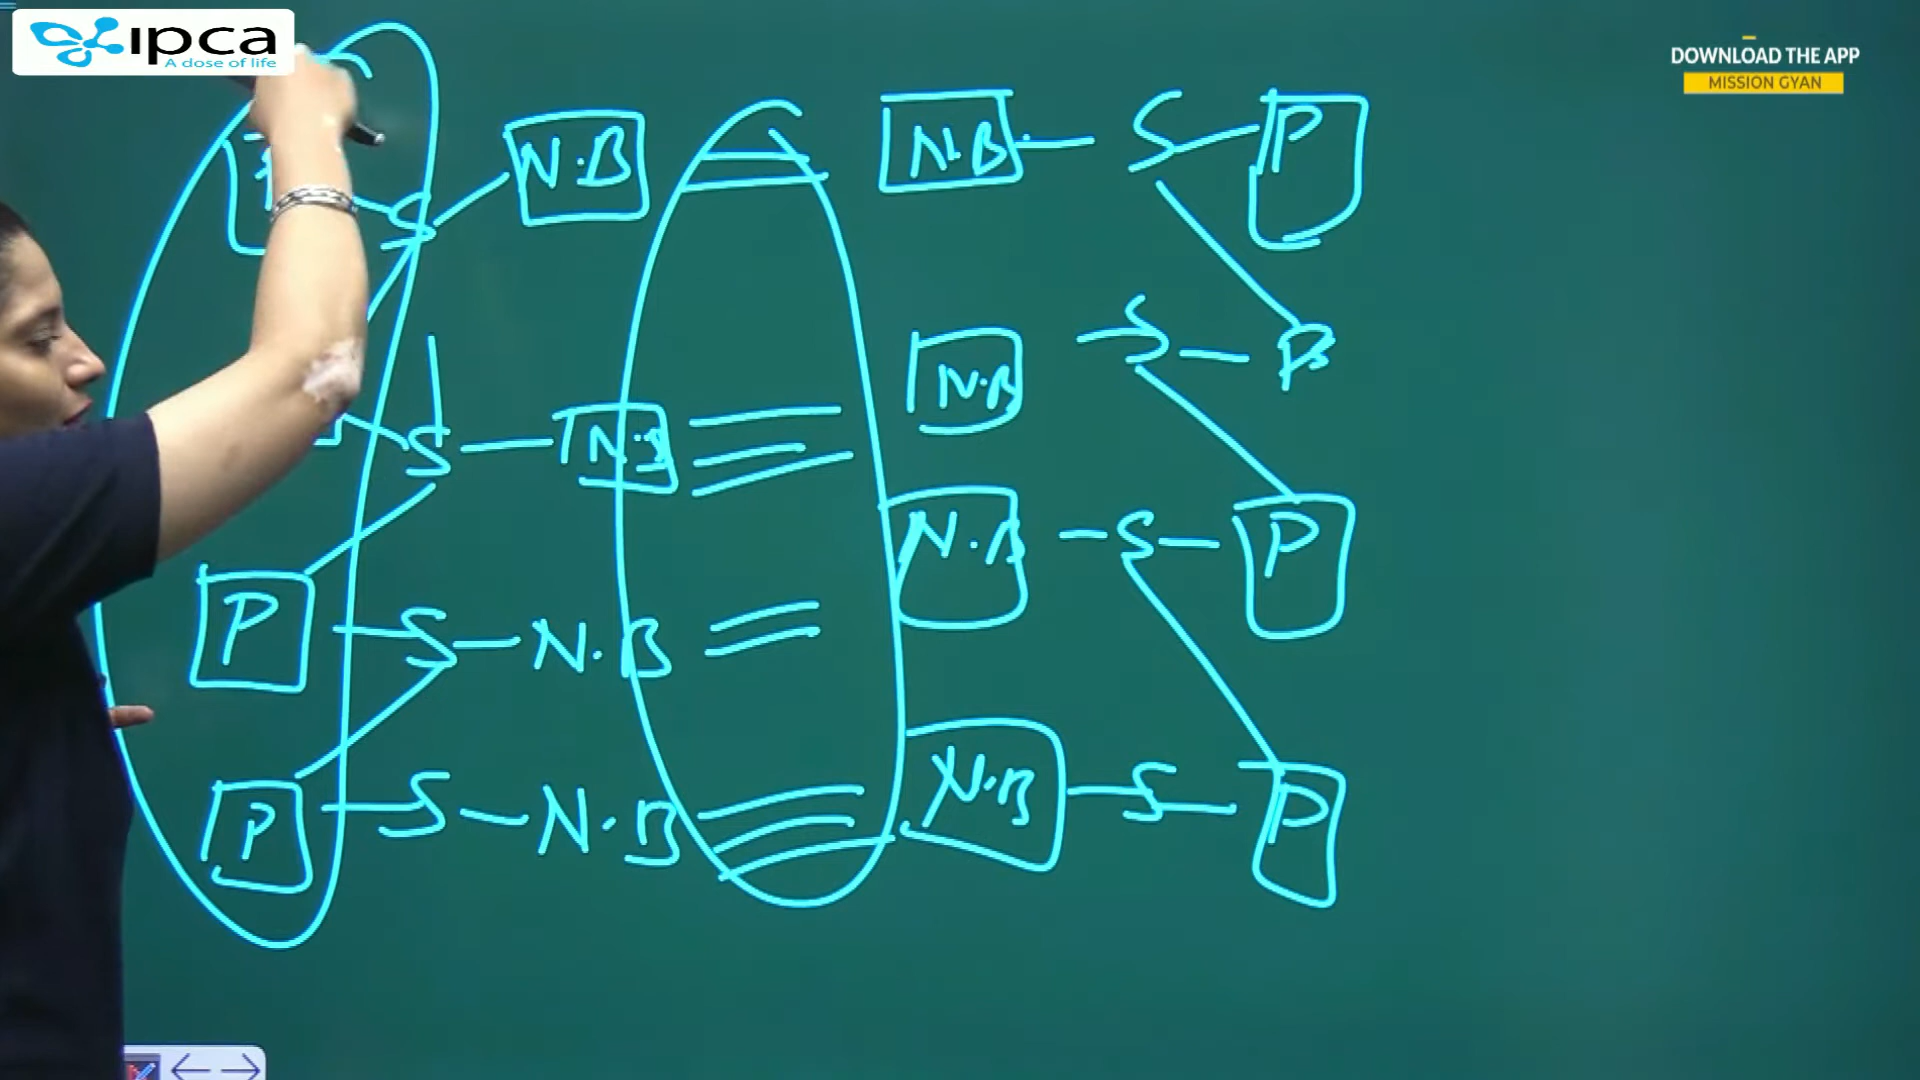 ipca
A dose of life
DOWNLOAD THE APP
MISSION GYAN
S N.B N.B S P
S P
S N.B N.B
P S N.B N.B S P
P S N.B N.B S P